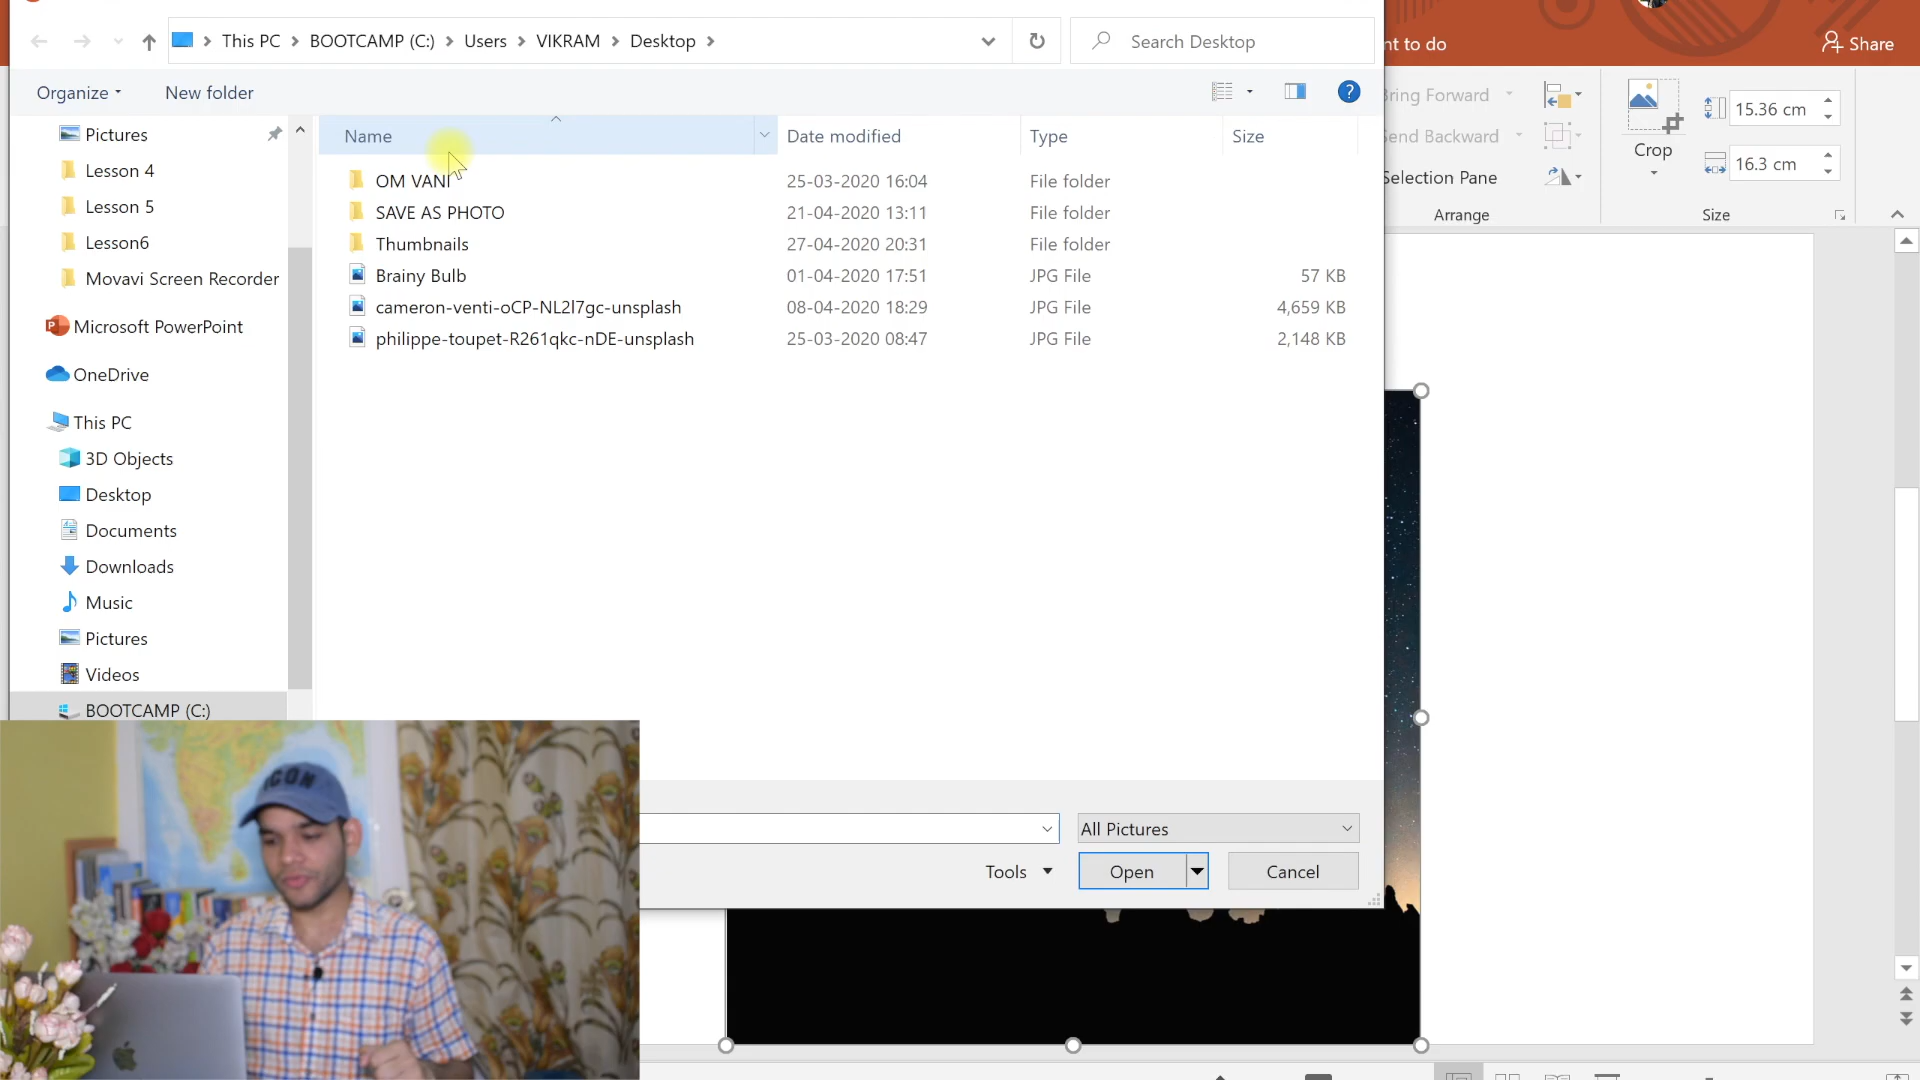 This PC > BOOTCAMP (C:) > Users > VIKRAM > Desktop >
Search Desktop
nt to do
Share
Organize
New folder
Bring Forward
Send Backward
Selection Pane
Arrange
Crop
15.36 cm
16.3 cm
Size
Name
Date modified
Type
Size
OM VANI
25-03-2020 16:04
File folder
SAVE AS PHOTO
21-04-2020 13:11
File folder
Thumbnails
27-04-2020 20:31
File folder
Brainy Bulb
01-04-2020 17:51
JPG File
57 KB
cameron-venti-oCP-NL2l7gc-unsplash
08-04-2020 18:29
JPG File
4,659 KB
philippe-toupet-R261qkc-nDE-unsplash
25-03-2020 08:47
JPG File
2,148 KB
Pictures
Lesson 4
Lesson 5
Lesson6
Movavi Screen Recorder
Microsoft PowerPoint
OneDrive
This PC
3D Objects
Desktop
Documents
Downloads
Music
Pictures
Videos
BOOTCAMP (C:)
All Pictures
Tools
Open
Cancel
ICON